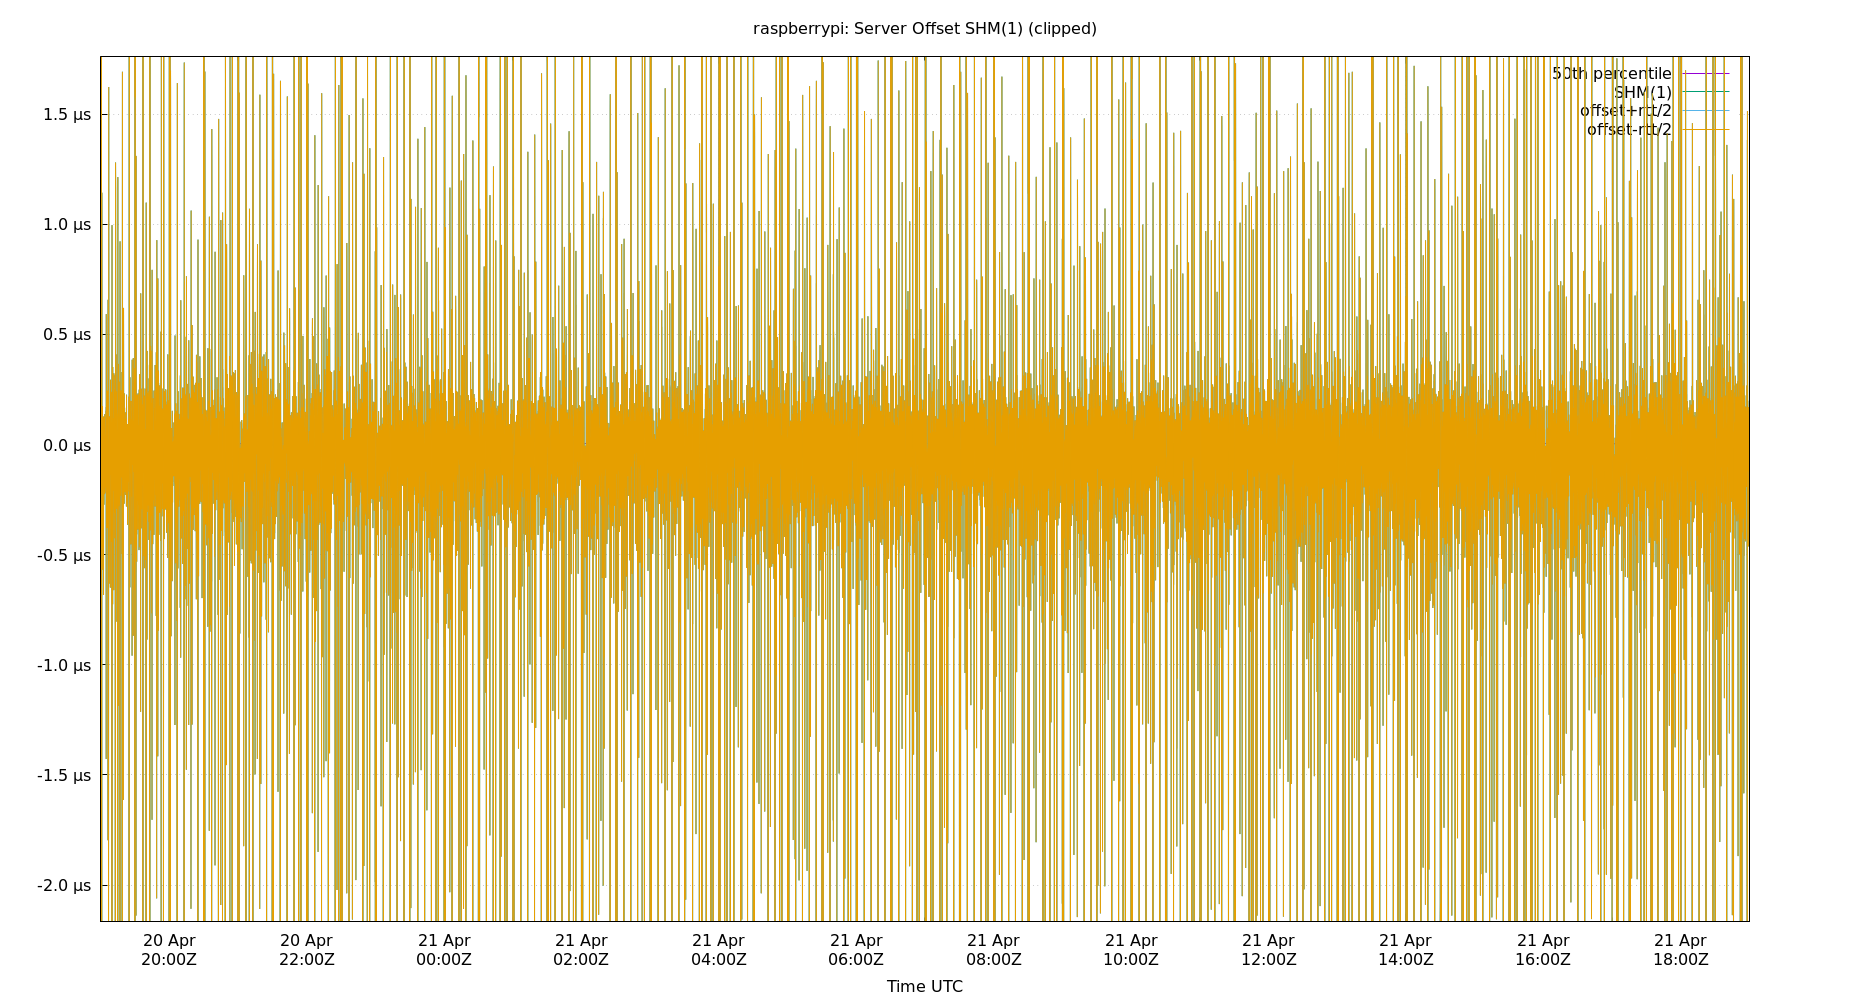 raspberrypi: Server Offset SHM(1) (clipped)
50th percentile
SHM(1)
offset+rtt/2
offset-rtt/2
1.5 µs
1.0 µs
0.5 µs
0.0 µs
-0.5 µs
-1.0 µs
-1.5 µs
-2.0 µs
20 Apr 20 Apr 21 Apr 21 Apr 21 Apr 21 Apr 21 Apr 21 Apr 21 Apr 21 Apr 21 Apr 21 Apr
20:00Z 22:00Z 00:00Z 02:00Z 04:00Z 06:00Z 08:00Z 10:00Z 12:00Z 14:00Z 16:00Z 18:00Z
Time UTC